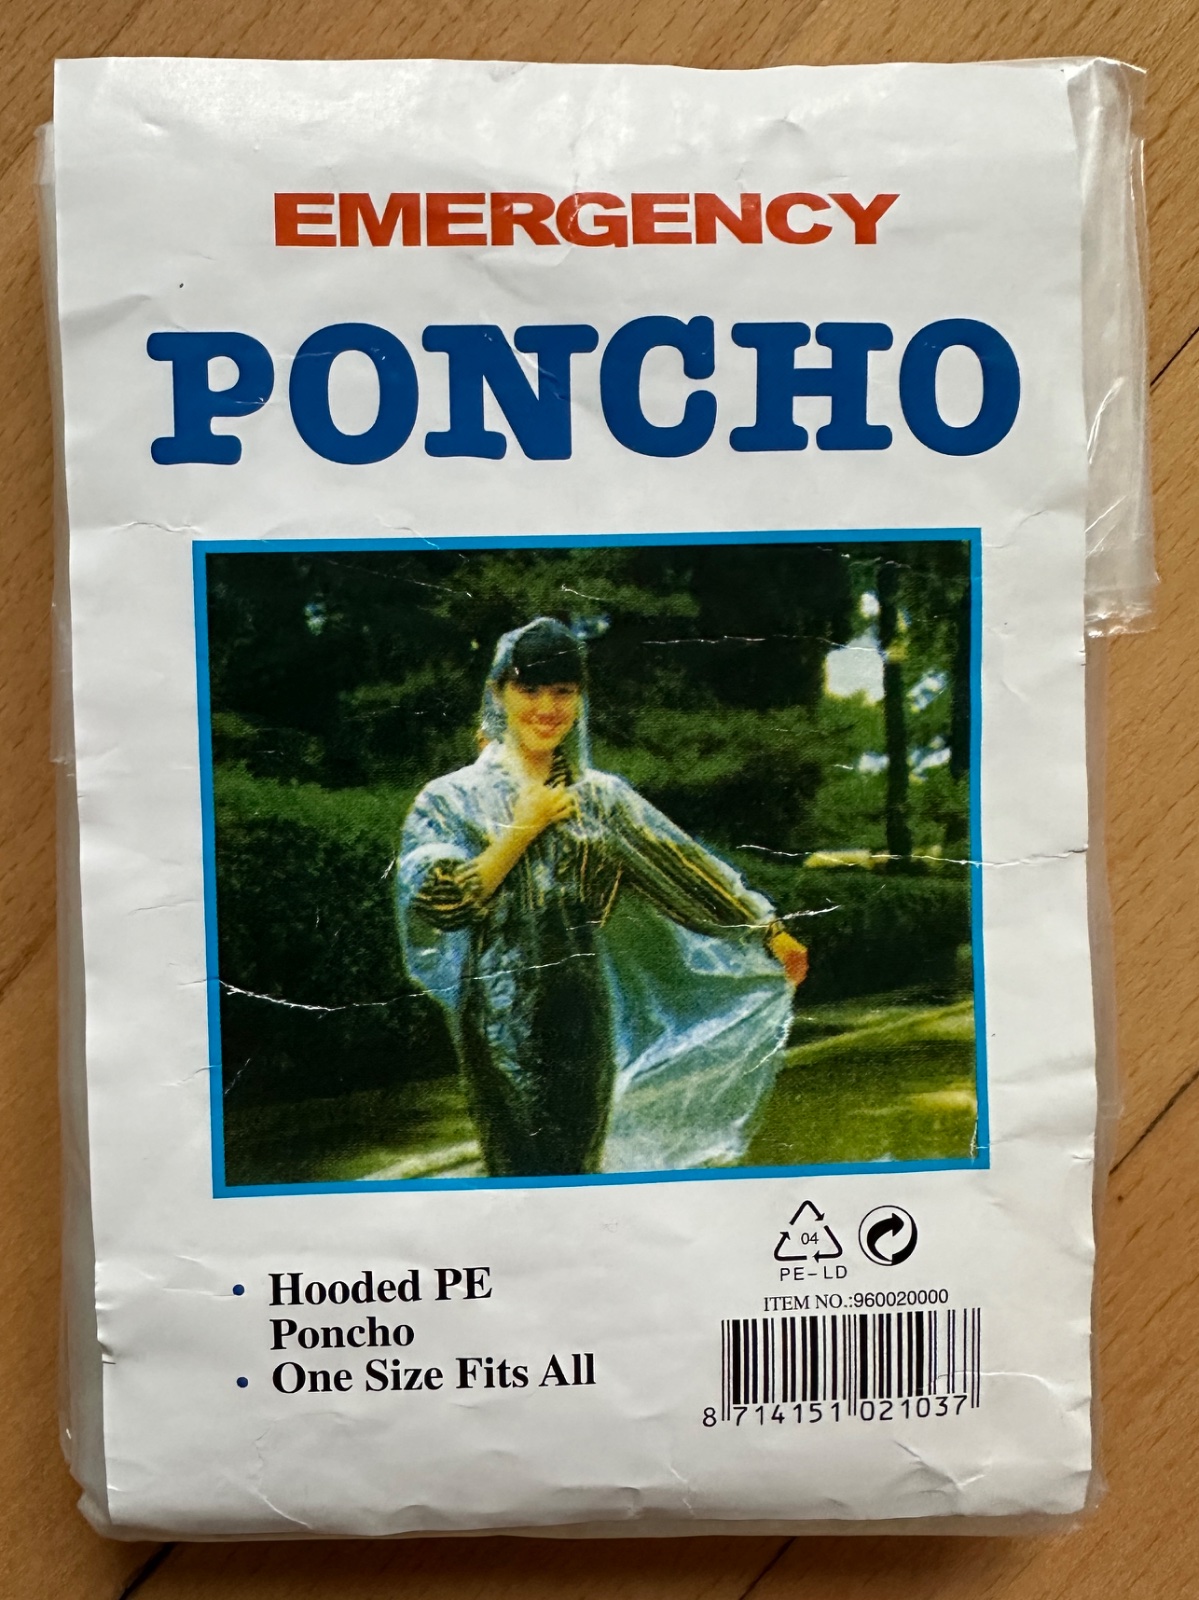 EMERGENCY
PONCHO
• Hooded PE
Poncho
• One Size Fits All
04
PE-LD
ITEM NO.:960020000
8 714151 021037